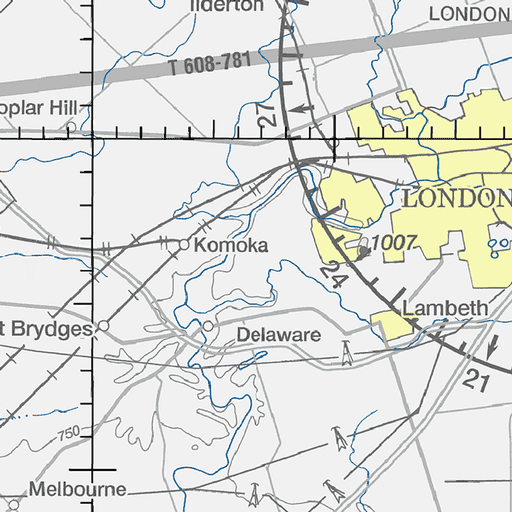 Ilderton
LONDON
T 608-781
oplar Hill
27
LONDON
Komoka
1007
24
Lambeth
t Brydges
Delaware
21
750
Melbourne